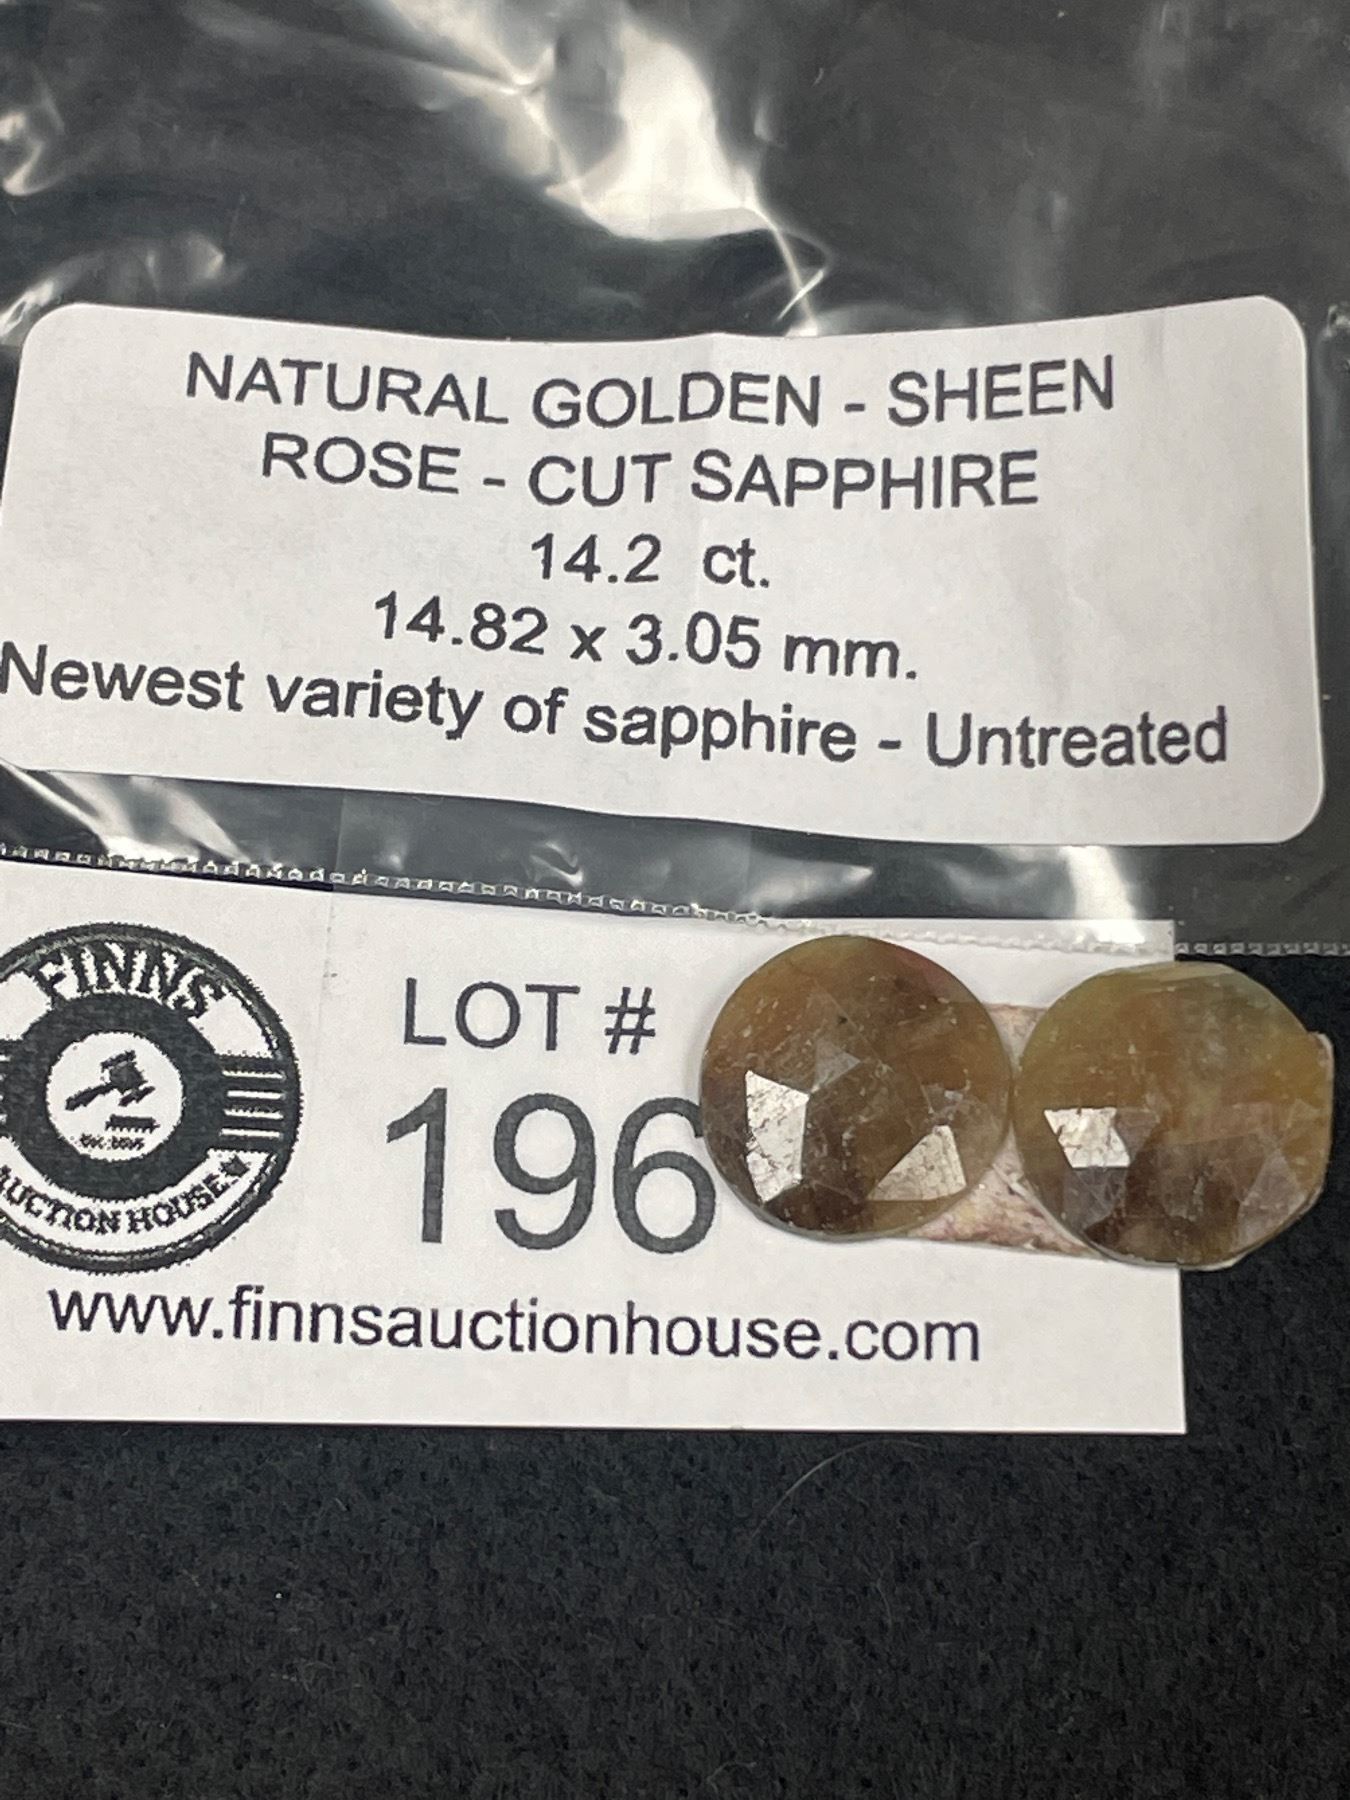 NATURAL GOLDEN - SHEEN
ROSE - CUT SAPPHIRE
14.2 ct.
14.82 x 3.05 mm.
Newest variety of sapphire - Untreated
FINNS
AUCTION HOUSE
LOT #
196
www.finnsauctionhouse.com